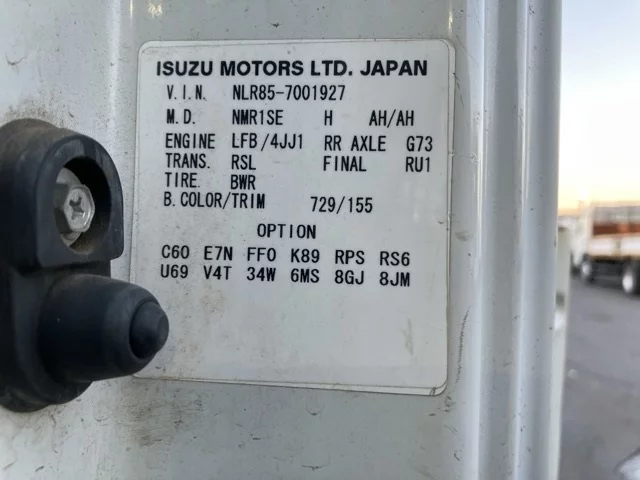 ISUZU MOTORS LTD. JAPAN
V.I.N. NLR85-7001927
M.D. NMR1SE H AH/AH
ENGINE LFB/4JJ1 RR AXLE G73
TRANS. RSL FINAL RU1
TIRE. BWR
B.COLOR/TRIM 729/155
OPTION
C60 E7N FF0 K89 RPS RS6
U69 V4T 34W 6MS 8GJ 8JM